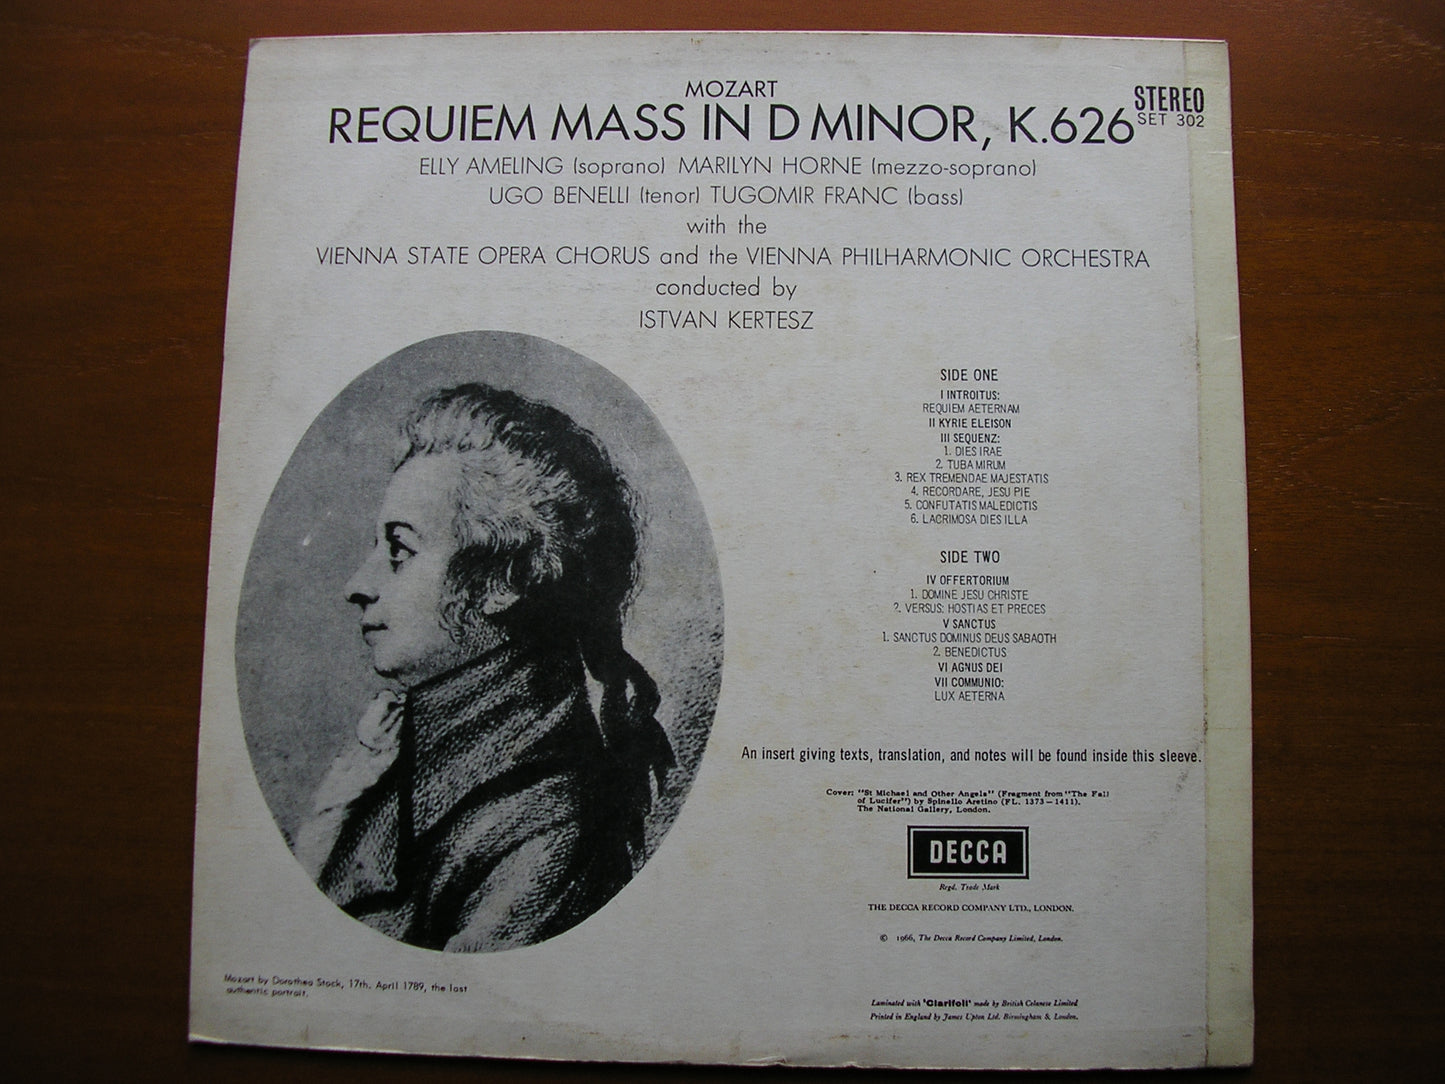 MOZART
REQUIEM MASS IN D MINOR, K.626
STEREO
SET 302
ELLY AMELING (soprano) MARILYN HORNE (mezzo-soprano)
UGO BENELLI (tenor) TUGOMIR FRANC (bass)
with the
VIENNA STATE OPERA CHORUS and the VIENNA PHILHARMONIC ORCHESTRA
conducted by
ISTVAN KERTESZ
SIDE ONE
I INTROITUS:
REQUIEM AETERNAM
II KYRIE ELEISON
III SEQUENZ:
1. DIES IRAE
2. TUBA MIRUM
3. REX TREMENDAE MAJESTATIS
4. RECORDARE, JESU PIE
5. CONFUTATIS MALEDICTIS
6. LACRIMOSA DIES ILLA
SIDE TWO
IV OFFERTORIUM
1. DOMINE JESU CHRISTE
2. VERSUS: HOSTIAS ET PRECES
V SANCTUS
1. SANCTUS DOMINUS DEUS SABAOTH
2. BENEDICTUS
VI AGNUS DEI
VII COMMUNIO:
LUX AETERNA
An insert giving texts, translation, and notes will be found inside this sleeve.
Cover: "St Michael and Other Angels" (Fragment from "The Fall
of Lucifer") by Spinello Aretino (FL. 1373—1411).
The National Gallery, London.
DECCA
Regd. Trade Mark
THE DECCA RECORD COMPANY LTD., LONDON.
© 1966, The Decca Record Company Limited, London.
Mozart by Dorothea Stock, 17th. April 1789, the last
authentic portrait.
Laminated with 'Clarifoil' made by British Celanese Limited
Printed in England by James Upton Ltd. Birmingham & London.